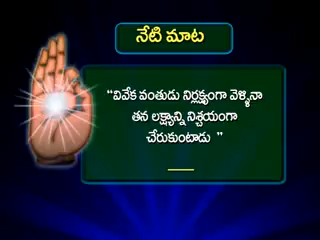 నేటి మాట
“వివేక వంతుడు నిర్లక్ష్యంగా వెళ్ళినా
తన లక్ష్యాన్ని నిశ్చయంగా
చేరుకుంటాడు ”